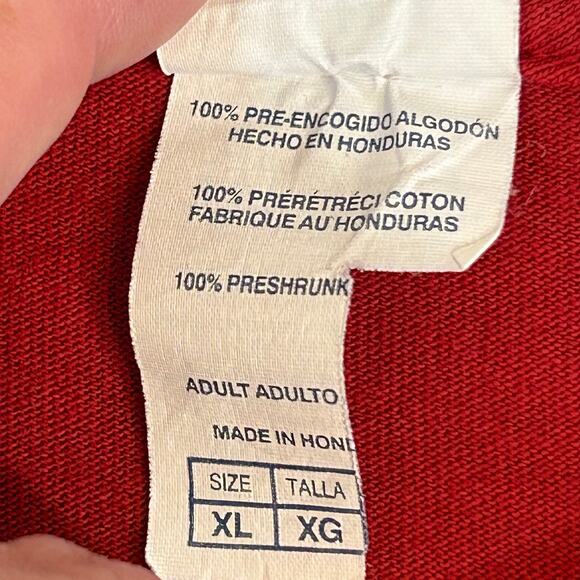 100% PRE-ENCOGIDO ALGODÓN
HECHO EN HONDURAS
100% PRÉRÉTRÉCI COTON
FABRIQUE AU HONDURAS
100% PRESHRUNK
ADULT ADULTO
MADE IN HOND
SIZE TALLA
XL XG